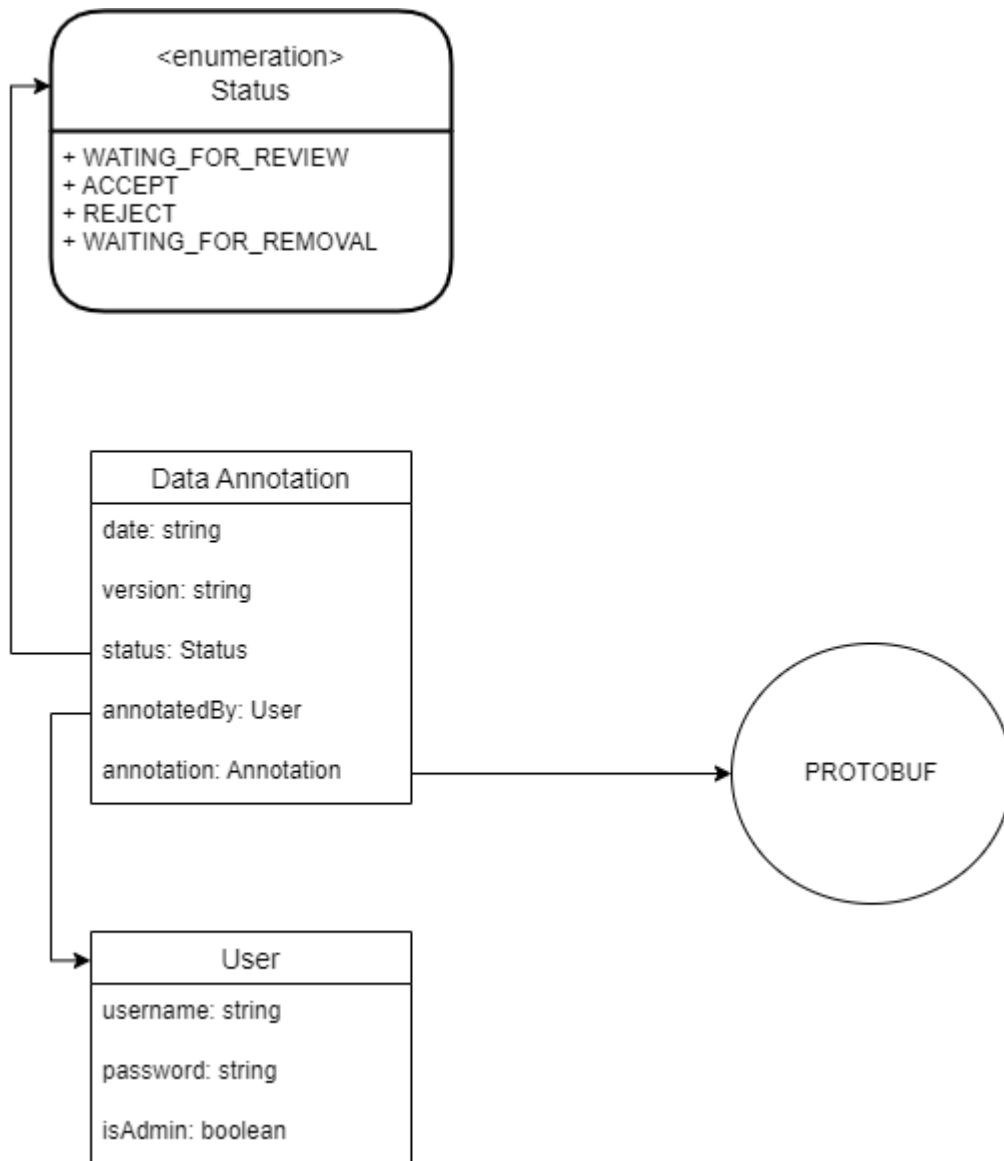 <enumeration>
Status
+ WATING_FOR_REVIEW
+ ACCEPT
+ REJECT
+ WAITING_FOR_REMOVAL
Data Annotation
date: string
version: string
status: Status
annotatedBy: User
annotation: Annotation
PROTOBUF
User
username: string
password: string
isAdmin: boolean